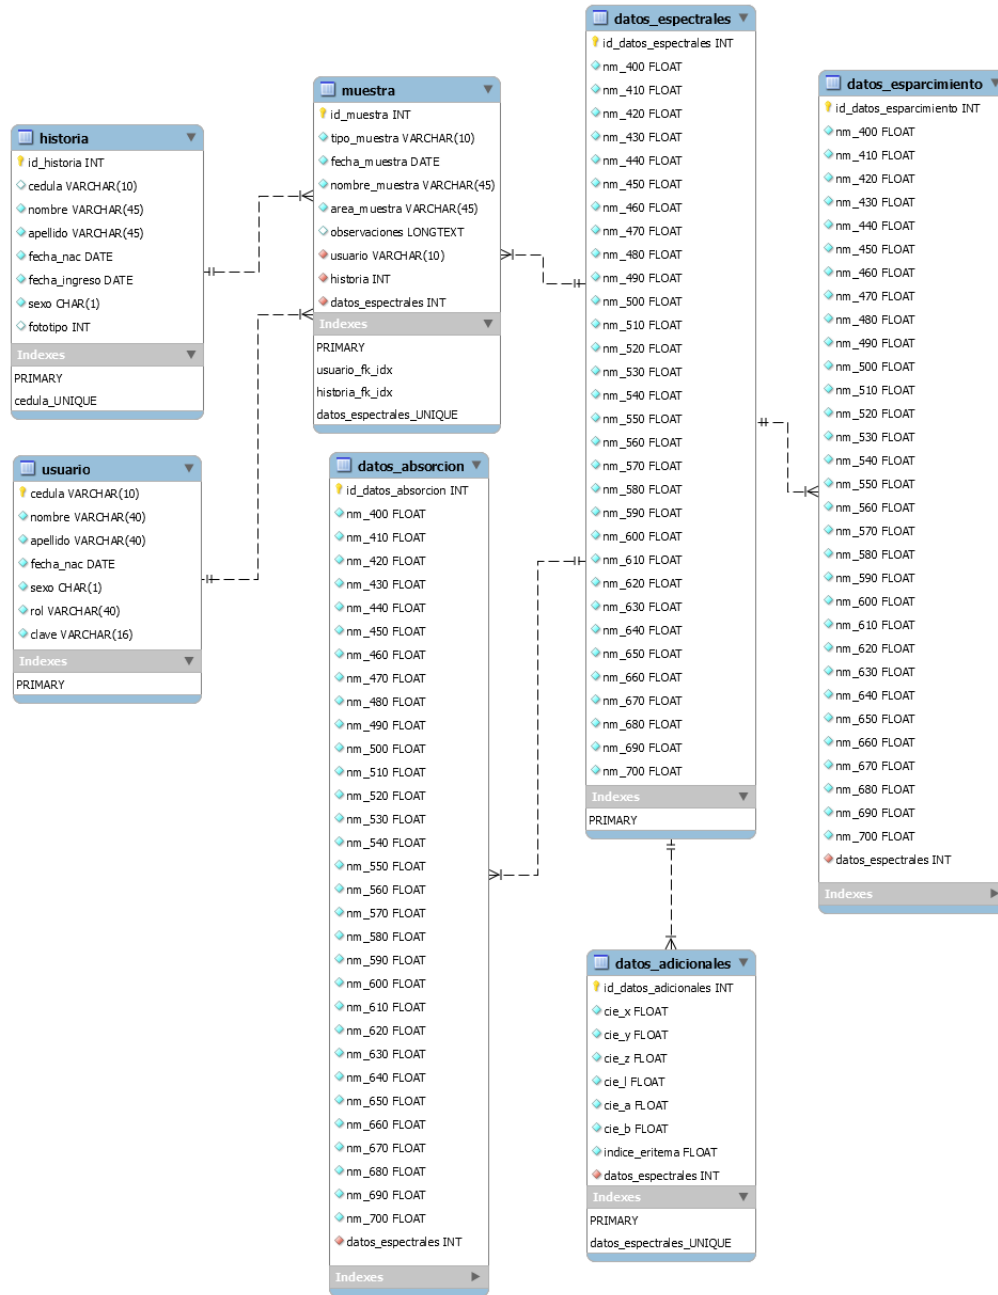 historia
id_historia INT
cedula VARCHAR(10)
nombre VARCHAR(45)
apellido VARCHAR(45)
fecha_nac DATE
fecha_ingreso DATE
sexo CHAR(1)
fototipo INT
Indexes
PRIMARY
cedula_UNIQUE
usuario
cedula VARCHAR(10)
nombre VARCHAR(40)
apellido VARCHAR(40)
fecha_nac DATE
sexo CHAR(1)
rol VARCHAR(40)
clave VARCHAR(16)
Indexes
PRIMARY
muestra
id_muestra INT
tipo_muestra VARCHAR(10)
fecha_muestra DATE
nombre_muestra VARCHAR(45)
area_muestra VARCHAR(45)
observaciones LONGTEXT
usuario VARCHAR(10)
historia INT
datos_espectrales INT
Indexes
PRIMARY
usuario_fk_idx
historia_fk_idx
datos_espectrales_UNIQUE
datos_absorcion
id_datos_absorcion INT
nm_400 FLOAT
nm_410 FLOAT
nm_420 FLOAT
nm_430 FLOAT
nm_440 FLOAT
nm_450 FLOAT
nm_460 FLOAT
nm_470 FLOAT
nm_480 FLOAT
nm_490 FLOAT
nm_500 FLOAT
nm_510 FLOAT
nm_520 FLOAT
nm_530 FLOAT
nm_540 FLOAT
nm_550 FLOAT
nm_560 FLOAT
nm_570 FLOAT
nm_580 FLOAT
nm_590 FLOAT
nm_600 FLOAT
nm_610 FLOAT
nm_620 FLOAT
nm_630 FLOAT
nm_640 FLOAT
nm_650 FLOAT
nm_660 FLOAT
nm_670 FLOAT
nm_680 FLOAT
nm_690 FLOAT
nm_700 FLOAT
datos_espectrales INT
Indexes
datos_espectrales
id_datos_espectrales INT
nm_400 FLOAT
nm_410 FLOAT
nm_420 FLOAT
nm_430 FLOAT
nm_440 FLOAT
nm_450 FLOAT
nm_460 FLOAT
nm_470 FLOAT
nm_480 FLOAT
nm_490 FLOAT
nm_500 FLOAT
nm_510 FLOAT
nm_520 FLOAT
nm_530 FLOAT
nm_540 FLOAT
nm_550 FLOAT
nm_560 FLOAT
nm_570 FLOAT
nm_580 FLOAT
nm_590 FLOAT
nm_600 FLOAT
nm_610 FLOAT
nm_620 FLOAT
nm_630 FLOAT
nm_640 FLOAT
nm_650 FLOAT
nm_660 FLOAT
nm_670 FLOAT
nm_680 FLOAT
nm_690 FLOAT
nm_700 FLOAT
Indexes
PRIMARY
datos_adicionales
id_datos_adicionales INT
cie_x FLOAT
cie_y FLOAT
cie_z FLOAT
cie_l FLOAT
cie_a FLOAT
cie_b FLOAT
indice_eritema FLOAT
datos_espectrales INT
Indexes
PRIMARY
datos_espectrales_UNIQUE
datos_esparcimiento
id_datos_esparcimiento INT
nm_400 FLOAT
nm_410 FLOAT
nm_420 FLOAT
nm_430 FLOAT
nm_440 FLOAT
nm_450 FLOAT
nm_460 FLOAT
nm_470 FLOAT
nm_480 FLOAT
nm_490 FLOAT
nm_500 FLOAT
nm_510 FLOAT
nm_520 FLOAT
nm_530 FLOAT
nm_540 FLOAT
nm_550 FLOAT
nm_560 FLOAT
nm_570 FLOAT
nm_580 FLOAT
nm_590 FLOAT
nm_600 FLOAT
nm_610 FLOAT
nm_620 FLOAT
nm_630 FLOAT
nm_640 FLOAT
nm_650 FLOAT
nm_660 FLOAT
nm_670 FLOAT
nm_680 FLOAT
nm_690 FLOAT
nm_700 FLOAT
datos_espectrales INT
Indexes